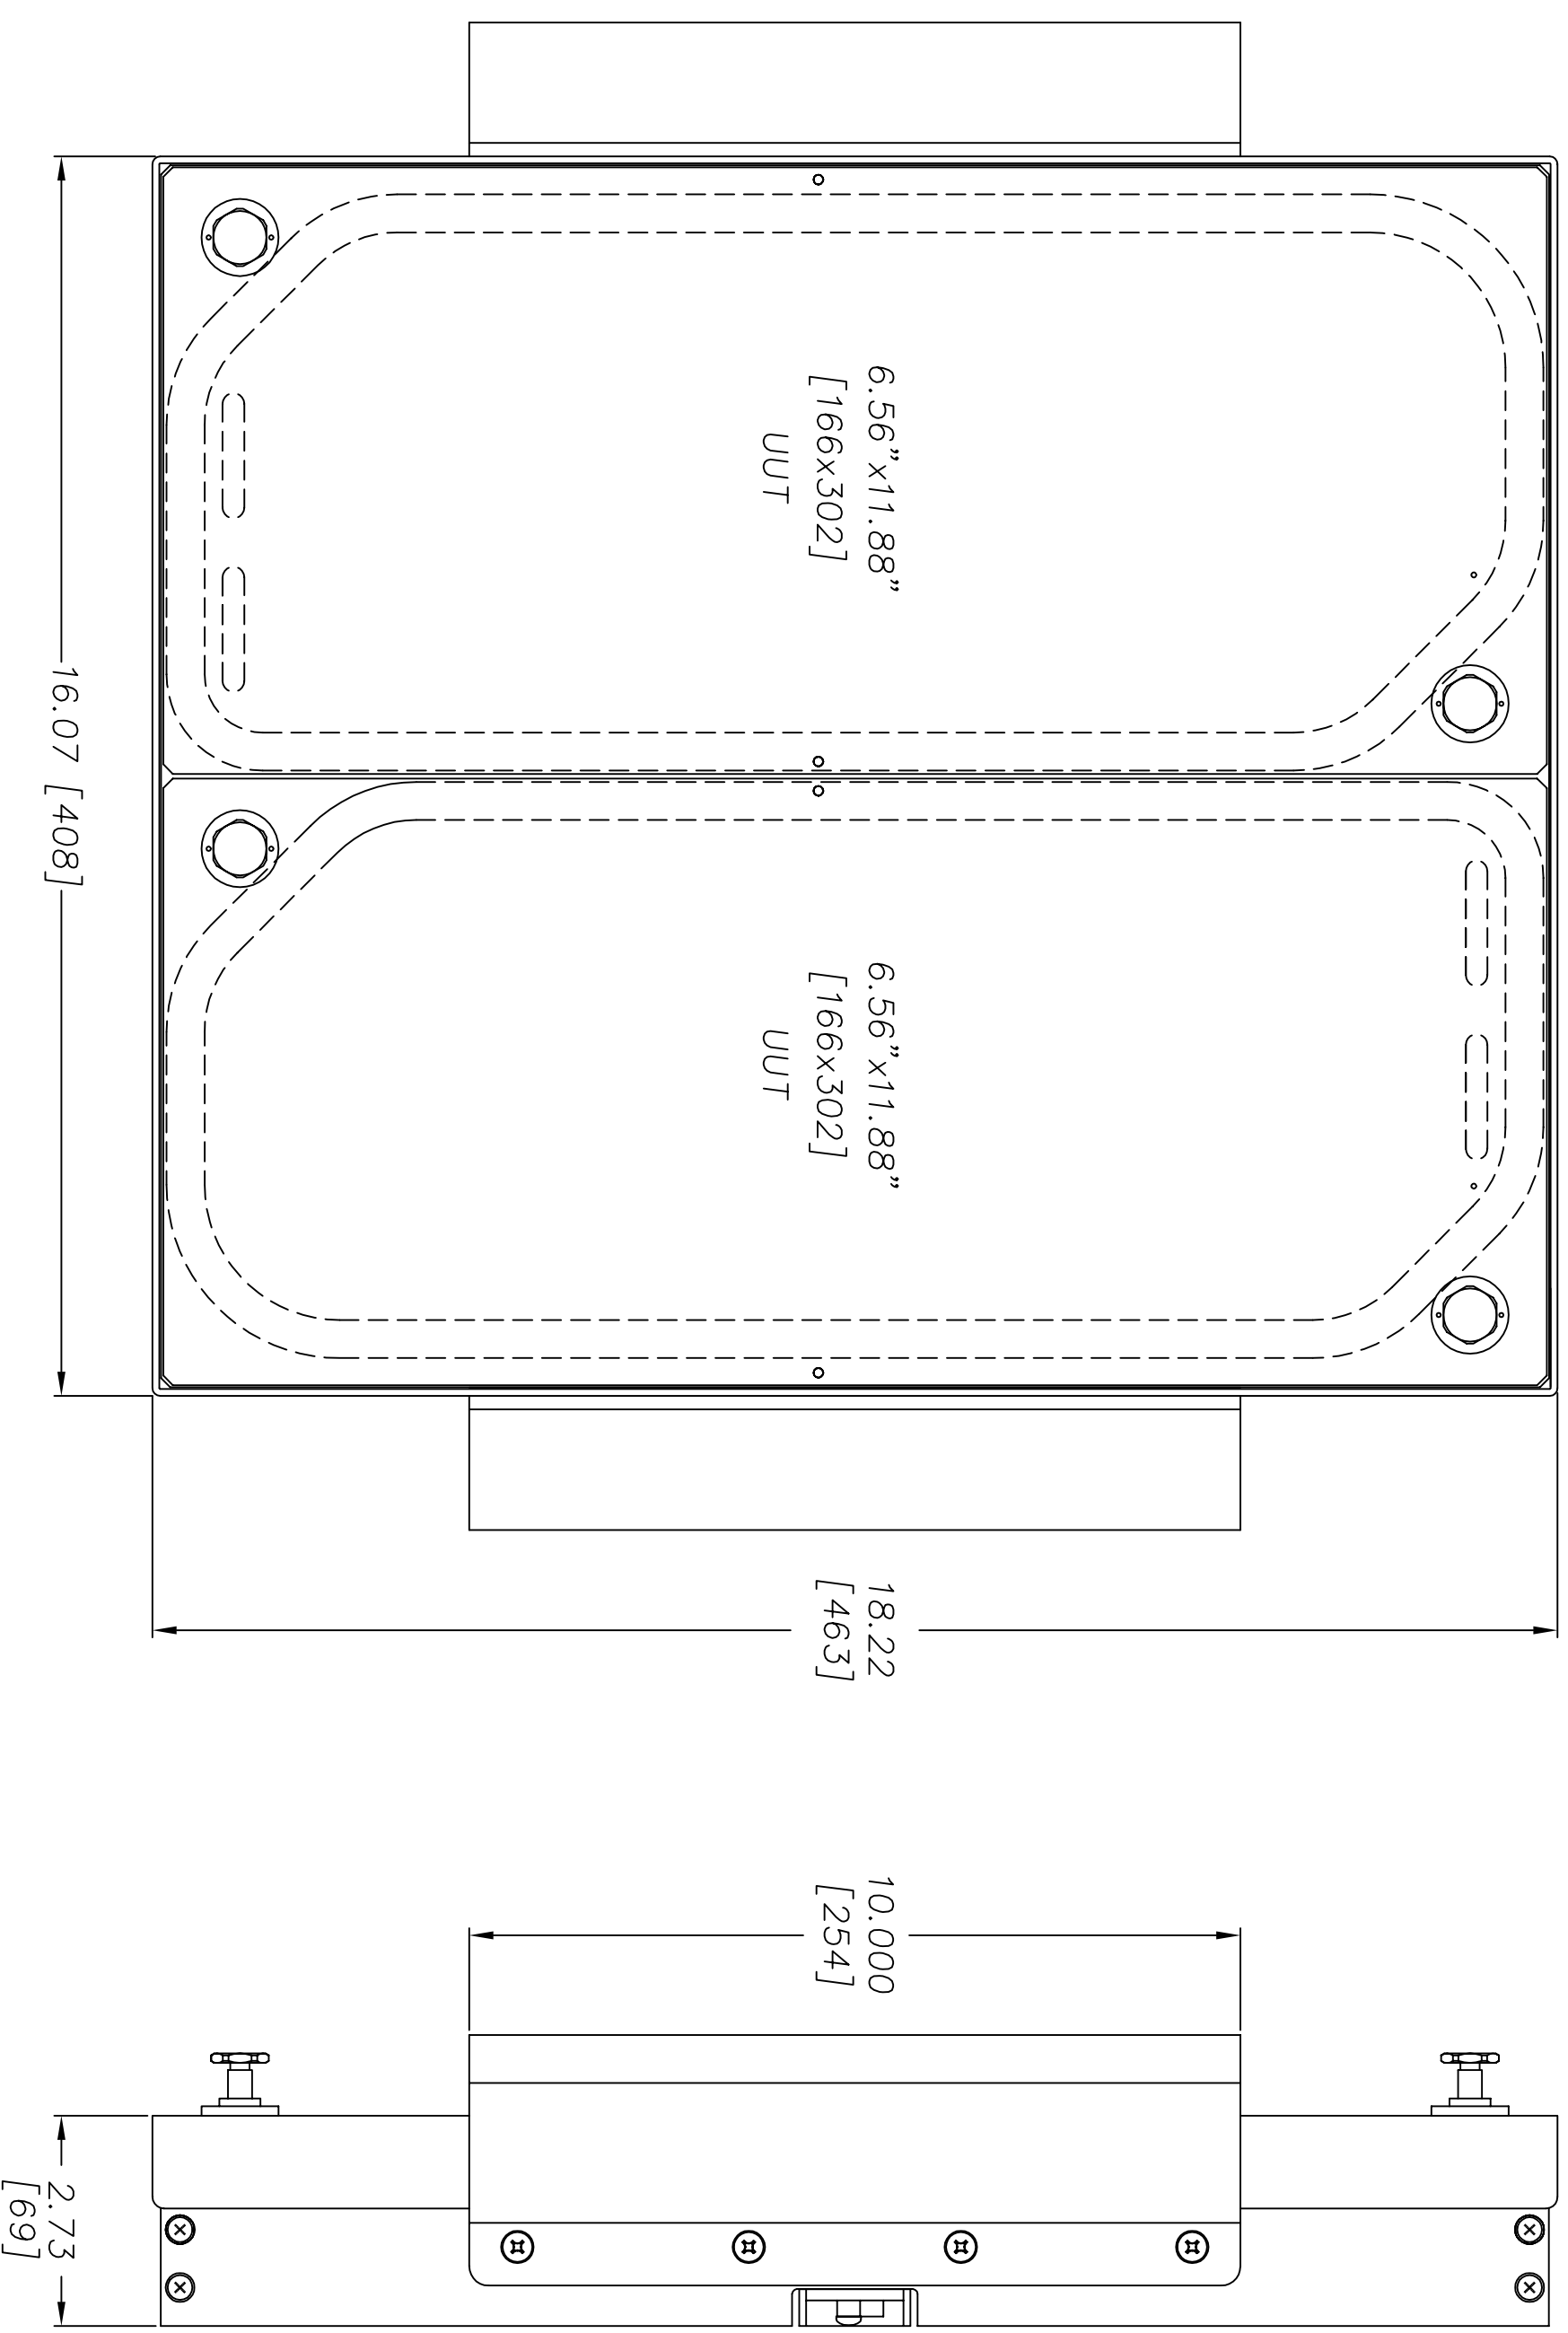 6.56”x11.88”
[166x302]
UUT
6.56”x11.88”
[166x302]
UUT
16.07 [408]
18.22
[463]
10.000
[254]
2.73
[69]